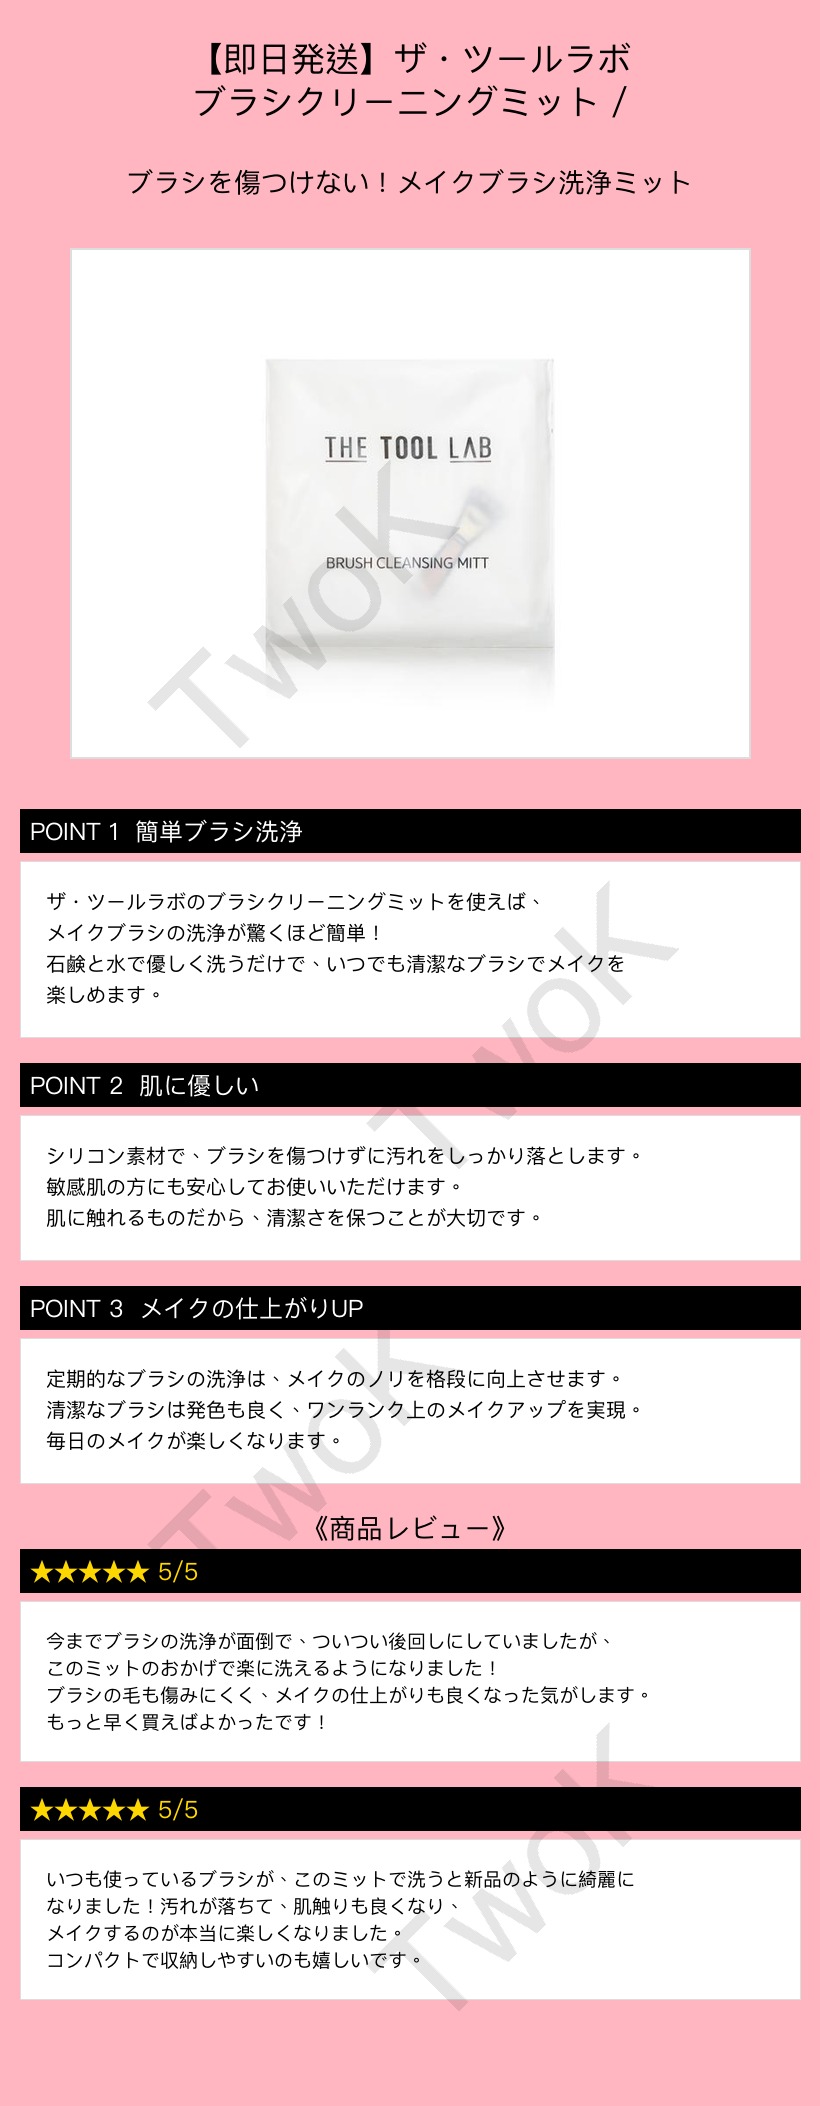 【即日発送】ザ・ツールラボ
ブラシクリーニングミット /
ブラシを傷つけない！メイクブラシ洗浄ミット
THE TOOL LAB
BRUSH CLEANSING MITT
TwoK
POINT 1 簡単ブラシ洗浄
ザ・ツールラボのブラシクリーニングミットを使えば、
メイクブラシの洗浄が驚くほど簡単！
石鹸と水で優しく洗うだけで、いつでも清潔なブラシでメイクを
楽しめます。
TwoK
POINT 2 肌に優しい
シリコン素材で、ブラシを傷つけずに汚れをしっかり落とします。
敏感肌の方にも安心してお使いいただけます。
肌に触れるものだから、清潔さを保つことが大切です。
POINT 3 メイクの仕上がりUP
定期的なブラシの洗浄は、メイクのノリを格段に向上させます。
清潔なブラシは発色も良く、ワンランク上のメイクアップを実現。
毎日のメイクが楽しくなります。
TwoK
《商品レビュー》
★★★★★ 5/5
今までブラシの洗浄が面倒で、ついつい後回しにしていましたが、
このミットのおかげで楽に洗えるようになりました！
ブラシの毛も傷みにくく、メイクの仕上がりも良くなった気がします。
もっと早く買えばよかったです！
★★★★★ 5/5
いつも使っているブラシが、このミットで洗うと新品のように綺麗に
なりました！汚れが落ちて、肌触りも良くなり、
メイクするのが本当に楽しくなりました。
コンパクトで収納しやすいのも嬉しいです。
TwoK